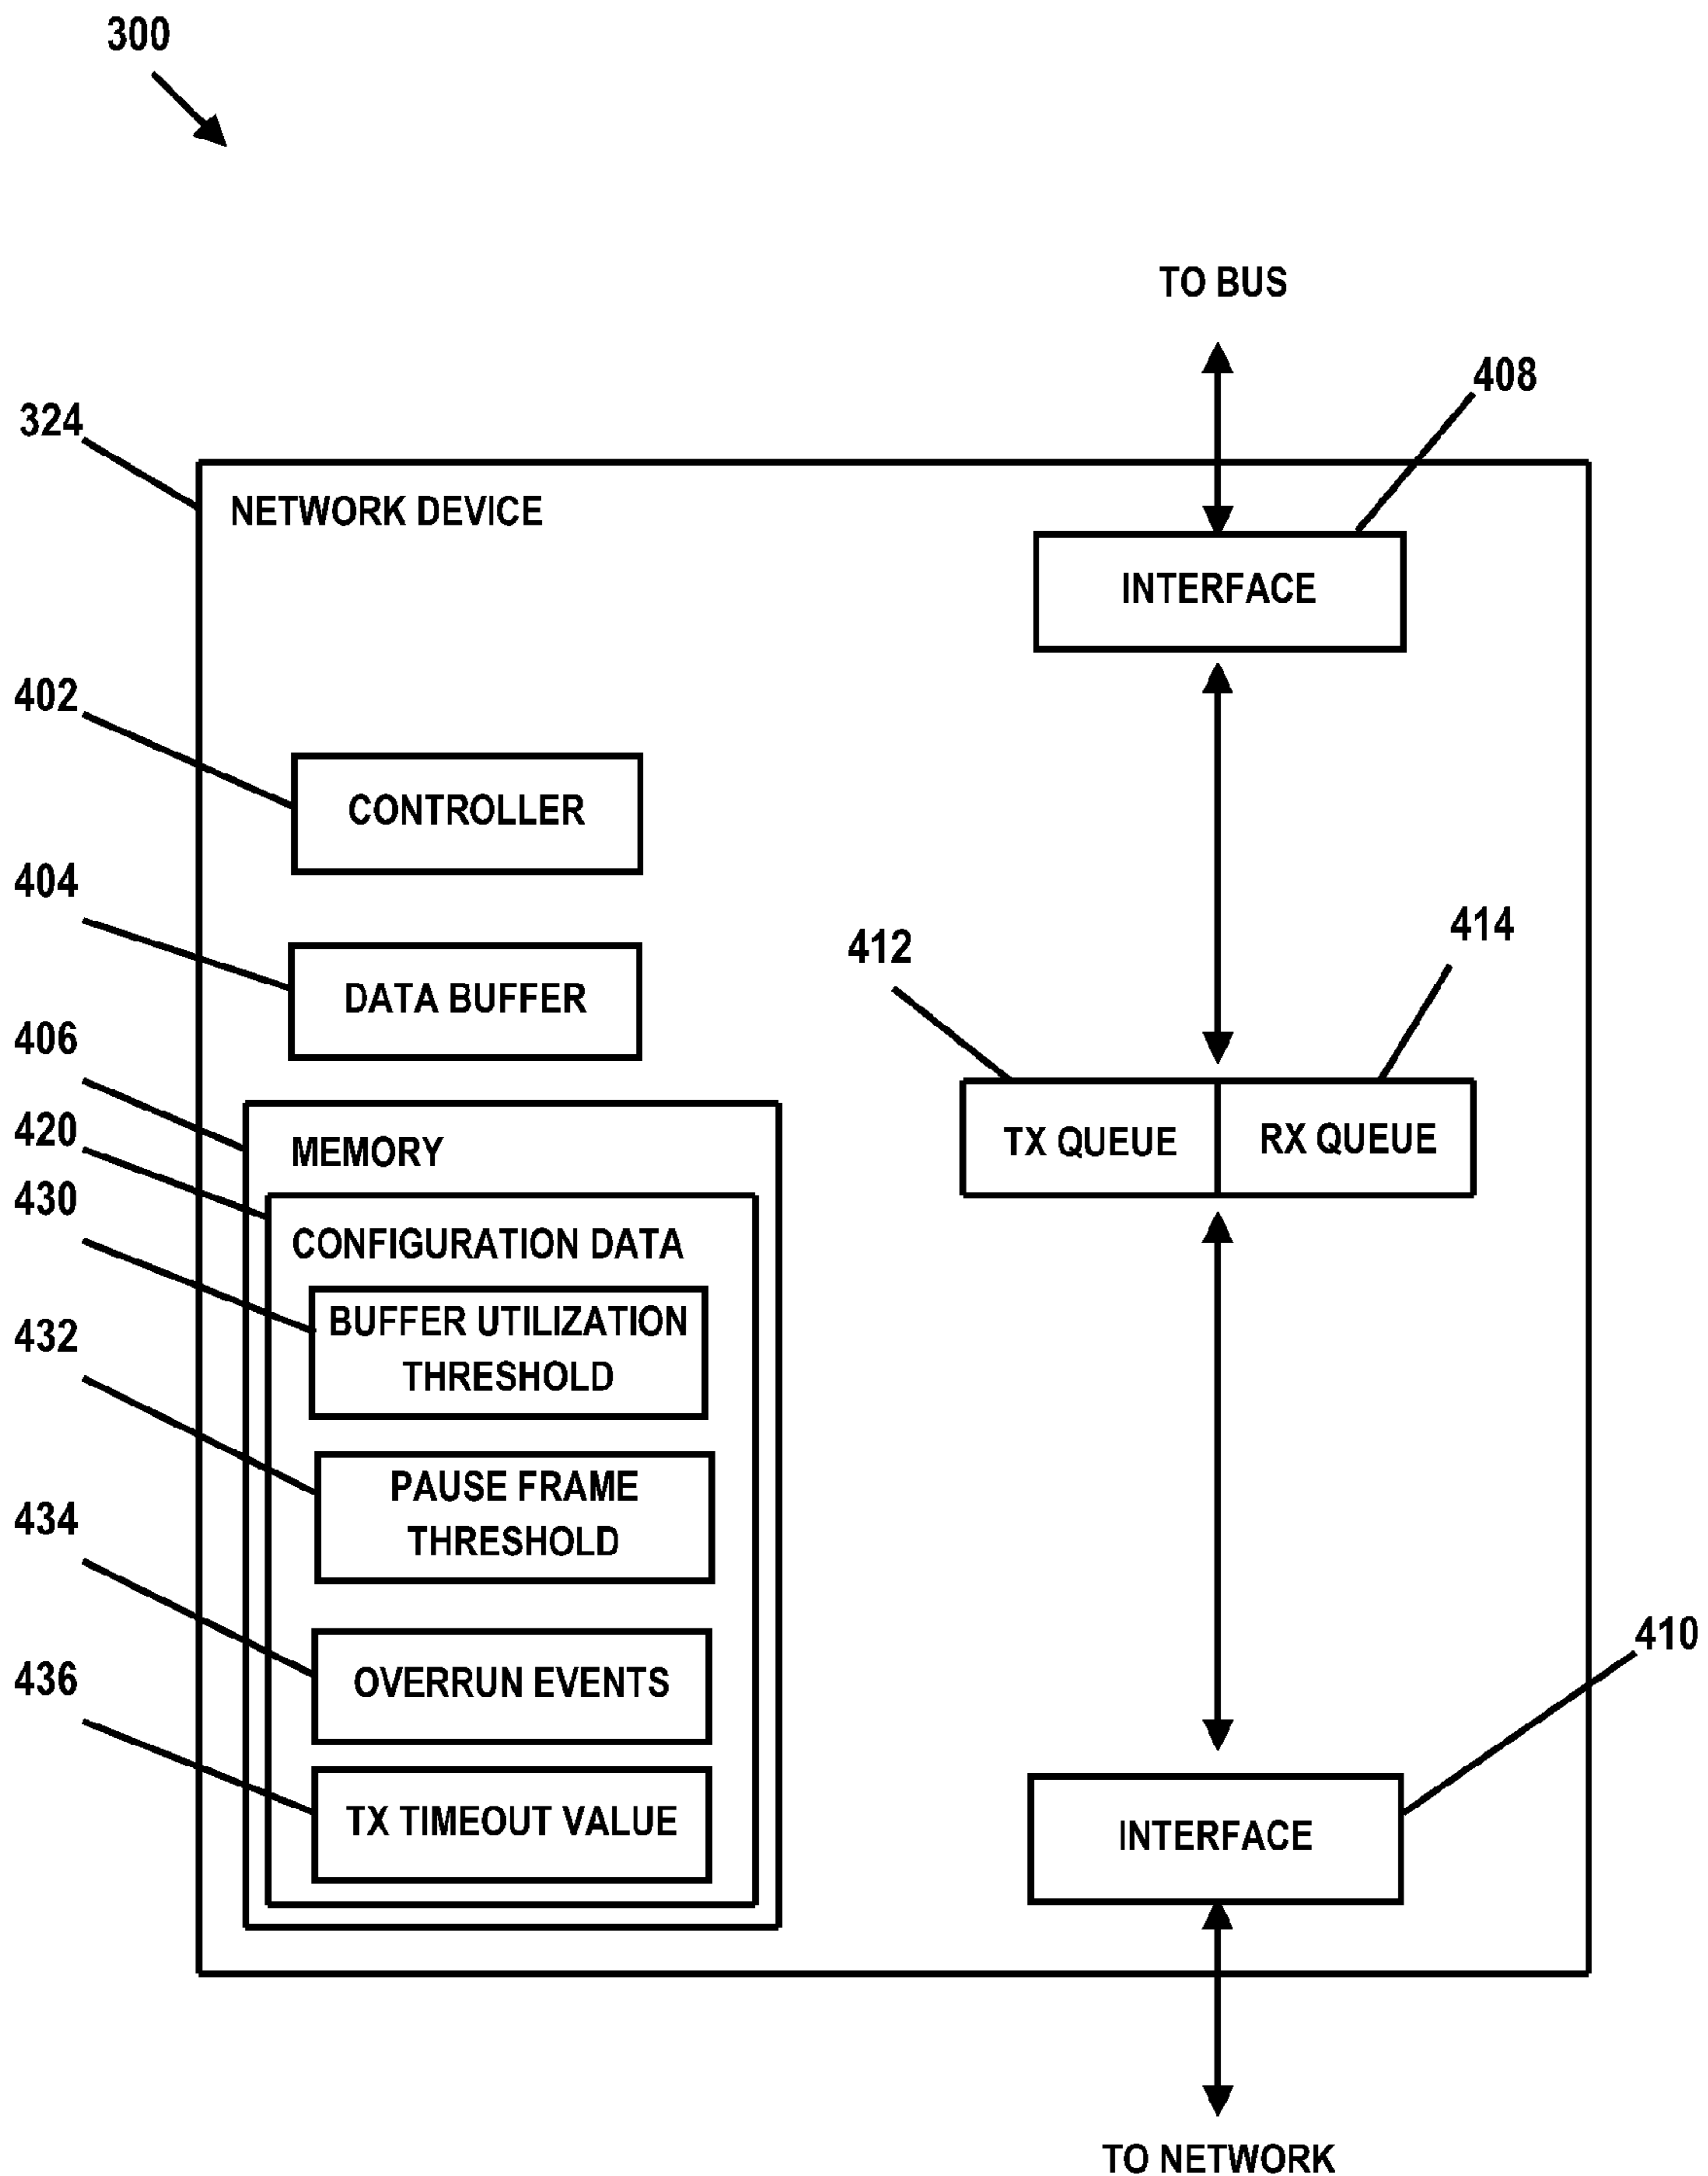 300
TO BUS
408
324
NETWORK DEVICE
INTERFACE
402
CONTROLLER
404
DATA BUFFER
412
414
406
TX QUEUE
RX QUEUE
420
MEMORY
430
CONFIGURATION DATA
BUFFER UTILIZATION
THRESHOLD
432
PAUSE FRAME
THRESHOLD
434
OVERRUN EVENTS
410
436
TX TIMEOUT VALUE
INTERFACE
TO NETWORK